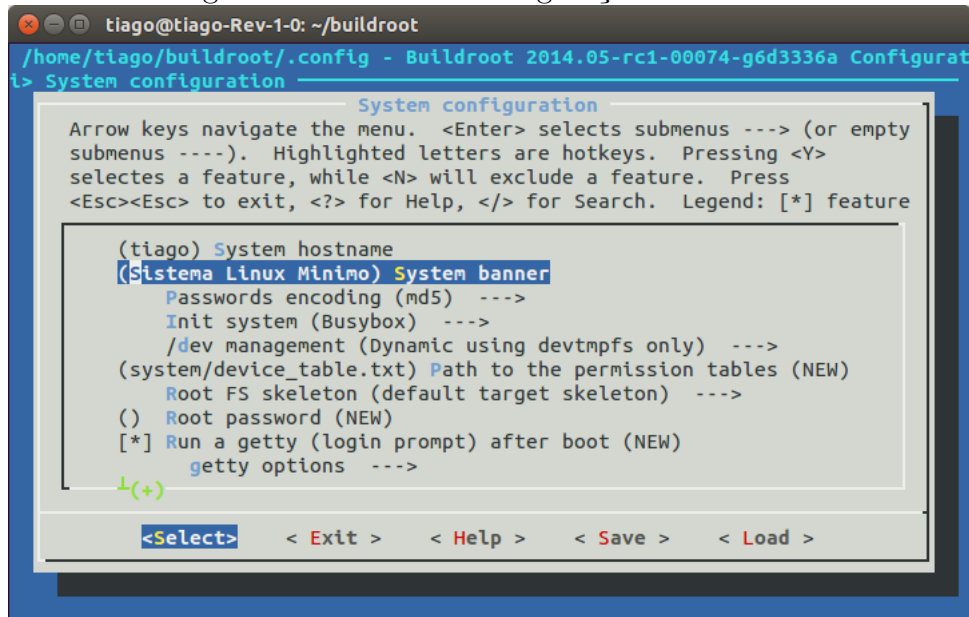 tiago@tiago-Rev-1-0: ~/buildroot
/home/tiago/buildroot/.config - Buildroot 2014.05-rc1-00074-g6d3336a Configurat
i> System configuration
System configuration
Arrow keys navigate the menu.  <Enter> selects submenus ---> (or empty
submenus ----).  Highlighted letters are hotkeys.  Pressing <Y>
selectes a feature, while <N> will exclude a feature.  Press
<Esc><Esc> to exit, <?> for Help, </> for Search.  Legend: [*] feature
(tiago) System hostname
(Sistema Linux Minimo) System banner
Passwords encoding (md5)  --->
Init system (Busybox)  --->
/dev management (Dynamic using devtmpfs only)  --->
(system/device_table.txt) Path to the permission tables (NEW)
Root FS skeleton (default target skeleton)  --->
()  Root password (NEW)
[*] Run a getty (login prompt) after boot (NEW)
getty options  --->
┴(+)
<Select>    < Exit >    < Help >    < Save >    < Load >